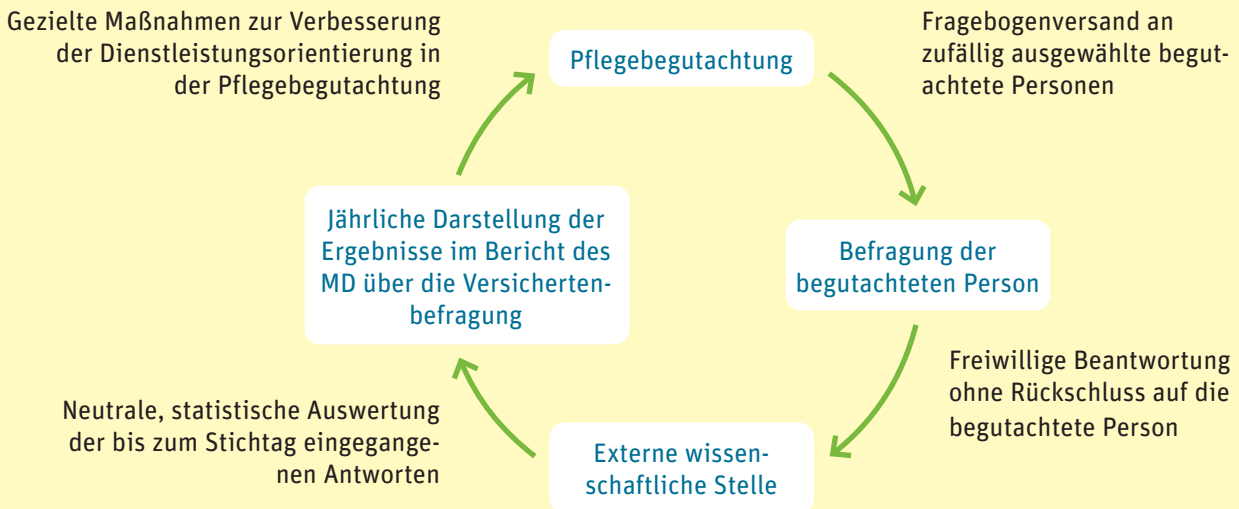 Gezielte Maßnahmen zur Verbesserung
der Dienstleistungsorientierung in
der Pflegebegutachtung
Pflegebegutachtung
Fragebogenversand an
zufällig ausgewählte begut-
achtete Personen
Jährliche Darstellung der
Ergebnisse im Bericht des
MD über die Versicherten-
befragung
Befragung der
begutachteten Person
Freiwillige Beantwortung
ohne Rückschluss auf die
begutachtete Person
Neutrale, statistische Auswertung
der bis zum Stichtag eingegange-
nen Antworten
Externe wissen-
schaftliche Stelle